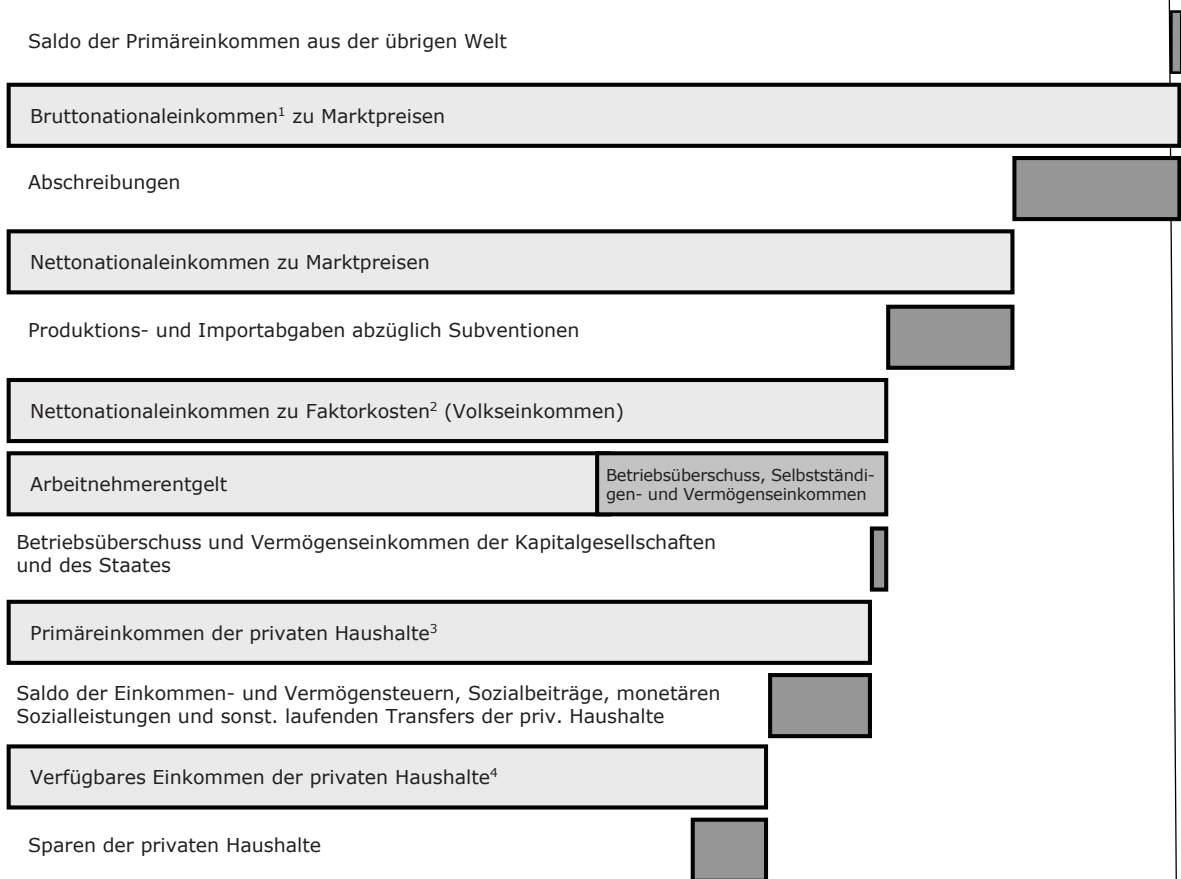 Saldo der Primäreinkommen aus der übrigen Welt
Bruttonationaleinkommen¹ zu Marktpreisen
Abschreibungen
Nettonationaleinkommen zu Marktpreisen
Produktions- und Importabgaben abzüglich Subventionen
Nettonationaleinkommen zu Faktorkosten² (Volkseinkommen)
Arbeitnehmerentgelt
Betriebsüberschuss, Selbstständi-
gen- und Vermögenseinkommen
Betriebsüberschuss und Vermögenseinkommen der Kapitalgesellschaften
und des Staates
Primäreinkommen der privaten Haushalte³
Saldo der Einkommen- und Vermögensteuern, Sozialbeiträge, monetären
Sozialleistungen und sonst. laufenden Transfers der priv. Haushalte
Verfügbares Einkommen der privaten Haushalte⁴
Sparen der privaten Haushalte